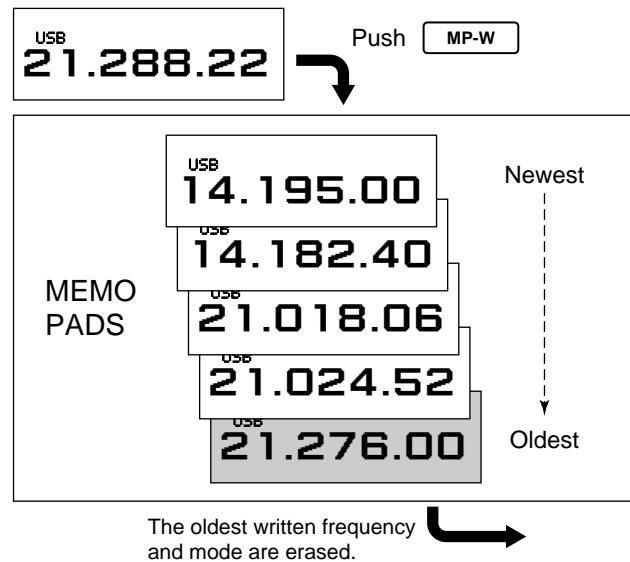 USB
21.288.22
Push MP-W
USB
14.195.00
Newest
USB
14.182.40
MEMO
PADS
USB
21.018.06
USB
21.024.52
USB
21.276.00
Oldest
The oldest written frequency
and mode are erased.